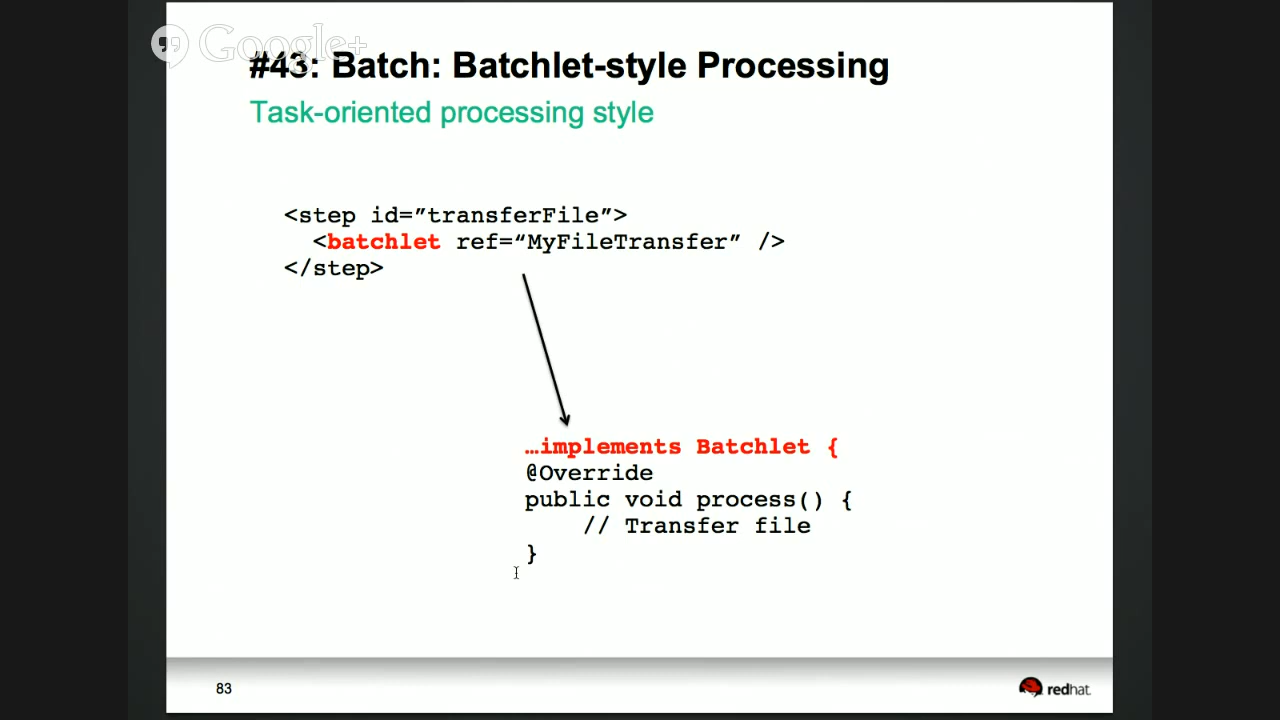 Google+
#43: Batch: Batchlet-style Processing
Task-oriented processing style
<step id=”transferFile”>
<batchlet ref=“MyFileTransfer” />
</step>
…implements Batchlet {
@Override
public void process() {
// Transfer file
}
83
redhat.